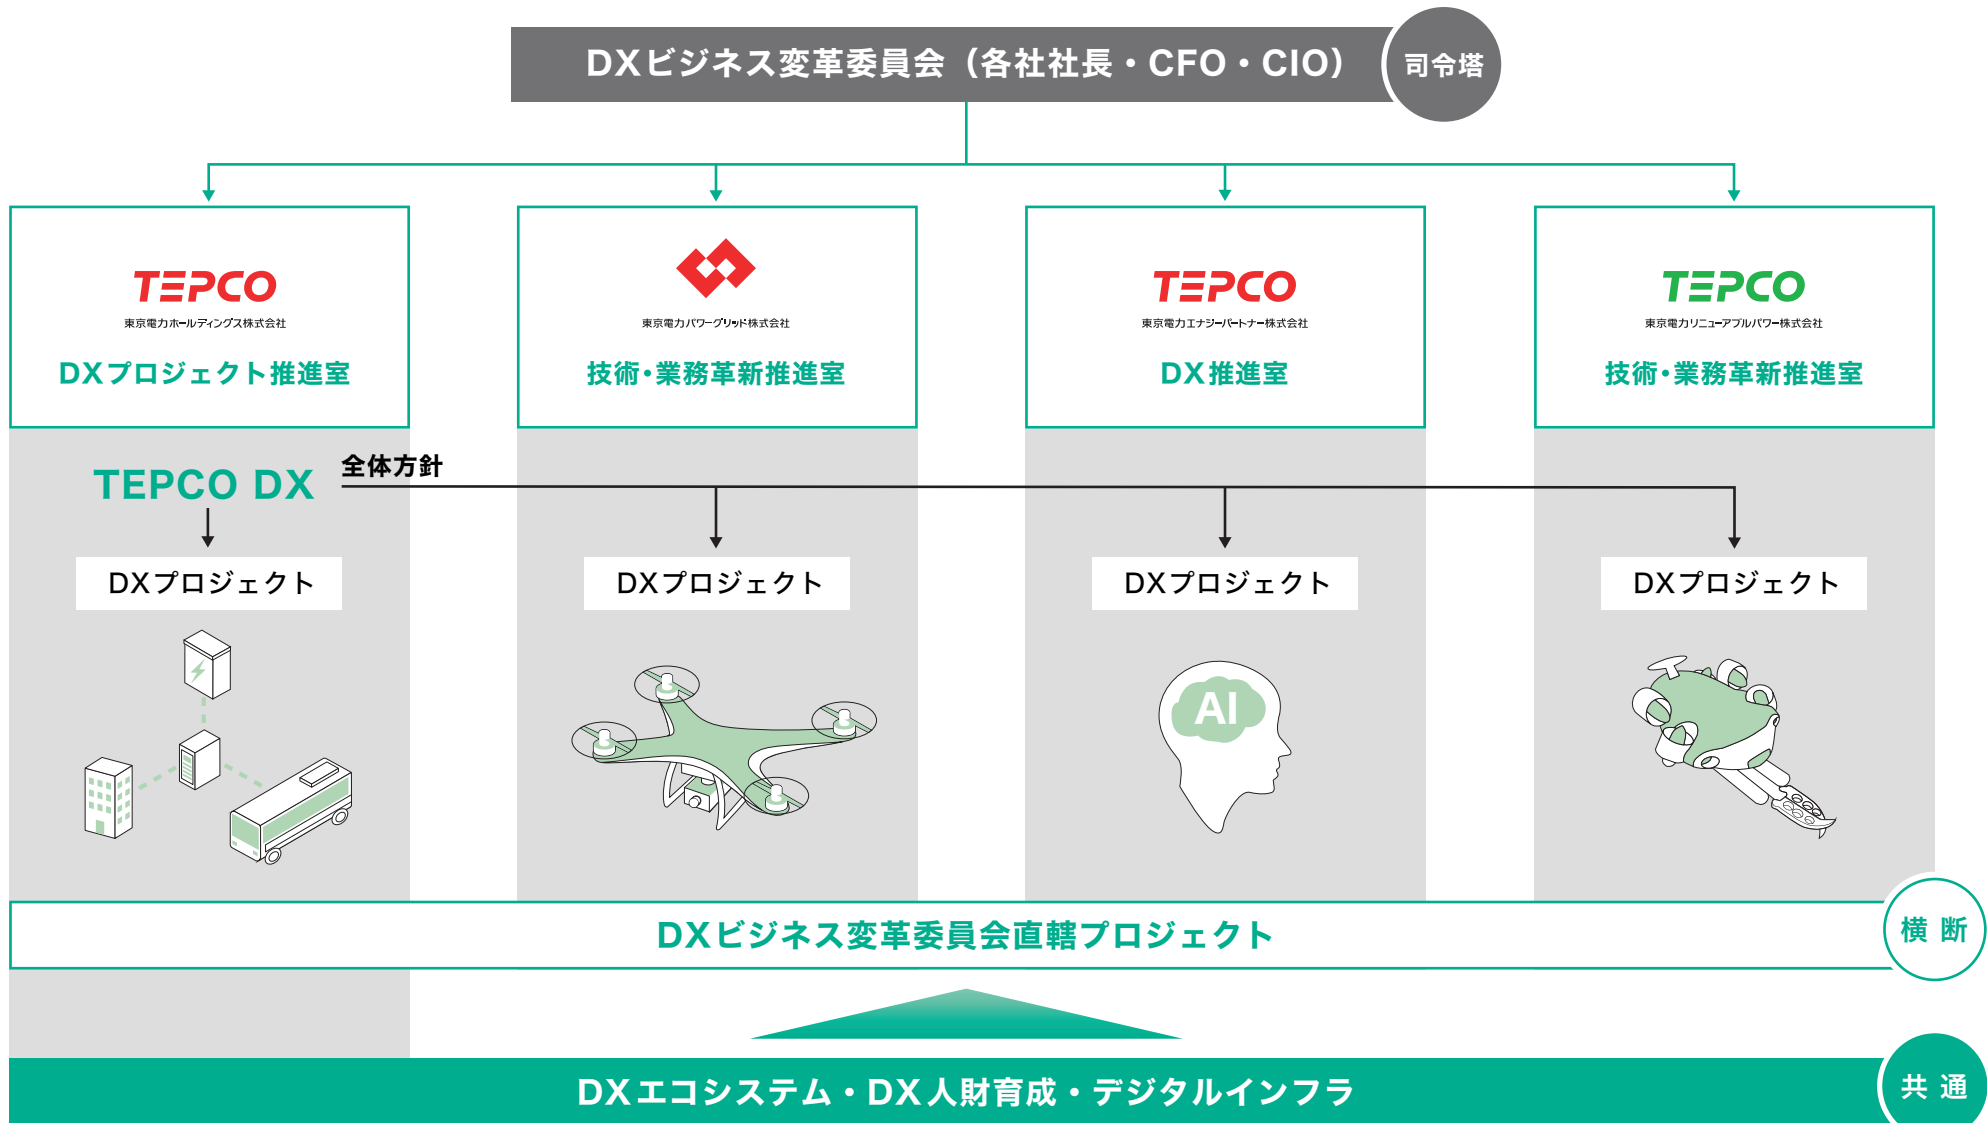 DXビジネス変革委員会（各社社長・CFO・CIO）
司令塔
TEPCO
東京電力ホールディングス株式会社
DXプロジェクト推進室
東京電力パワーグリッド株式会社
技術・業務革新推進室
TEPCO
東京電力エナジーパートナー株式会社
DX推進室
TEPCO
東京電力リニューアブルパワー株式会社
技術・業務革新推進室
TEPCO DX
全体方針
DXプロジェクト
DXプロジェクト
DXプロジェクト
DXプロジェクト
AI
DXビジネス変革委員会直轄プロジェクト
横断
DXエコシステム・DX人財育成・デジタルインフラ
共通